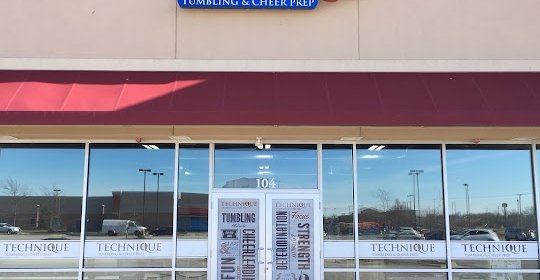 TUMBLING & CHEER PREP
104
TECHNIQUE
TUMBLING & CHEER PREP
TECHNIQUE
TUMBLING & CHEER PREP
TECHNIQUE
TUMBLING
CHEERLEADING
TECHNIQUE
Focus
STRENGTH
DETERMINATION
TECHNIQUE
TUMBLING & CHEER PREP
TECHNIQUE
TUMBLING & CHEER PREP